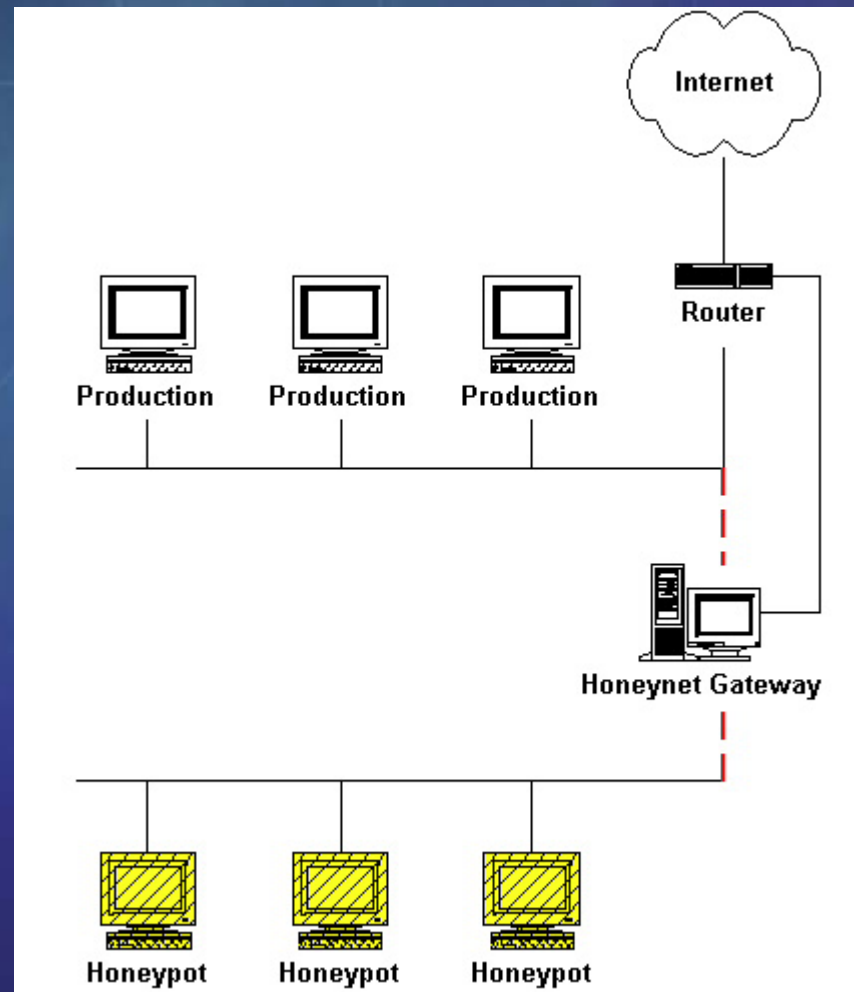 Internet
Router
Production
Production
Production
Honeynet Gateway
Honeypot
Honeypot
Honeypot